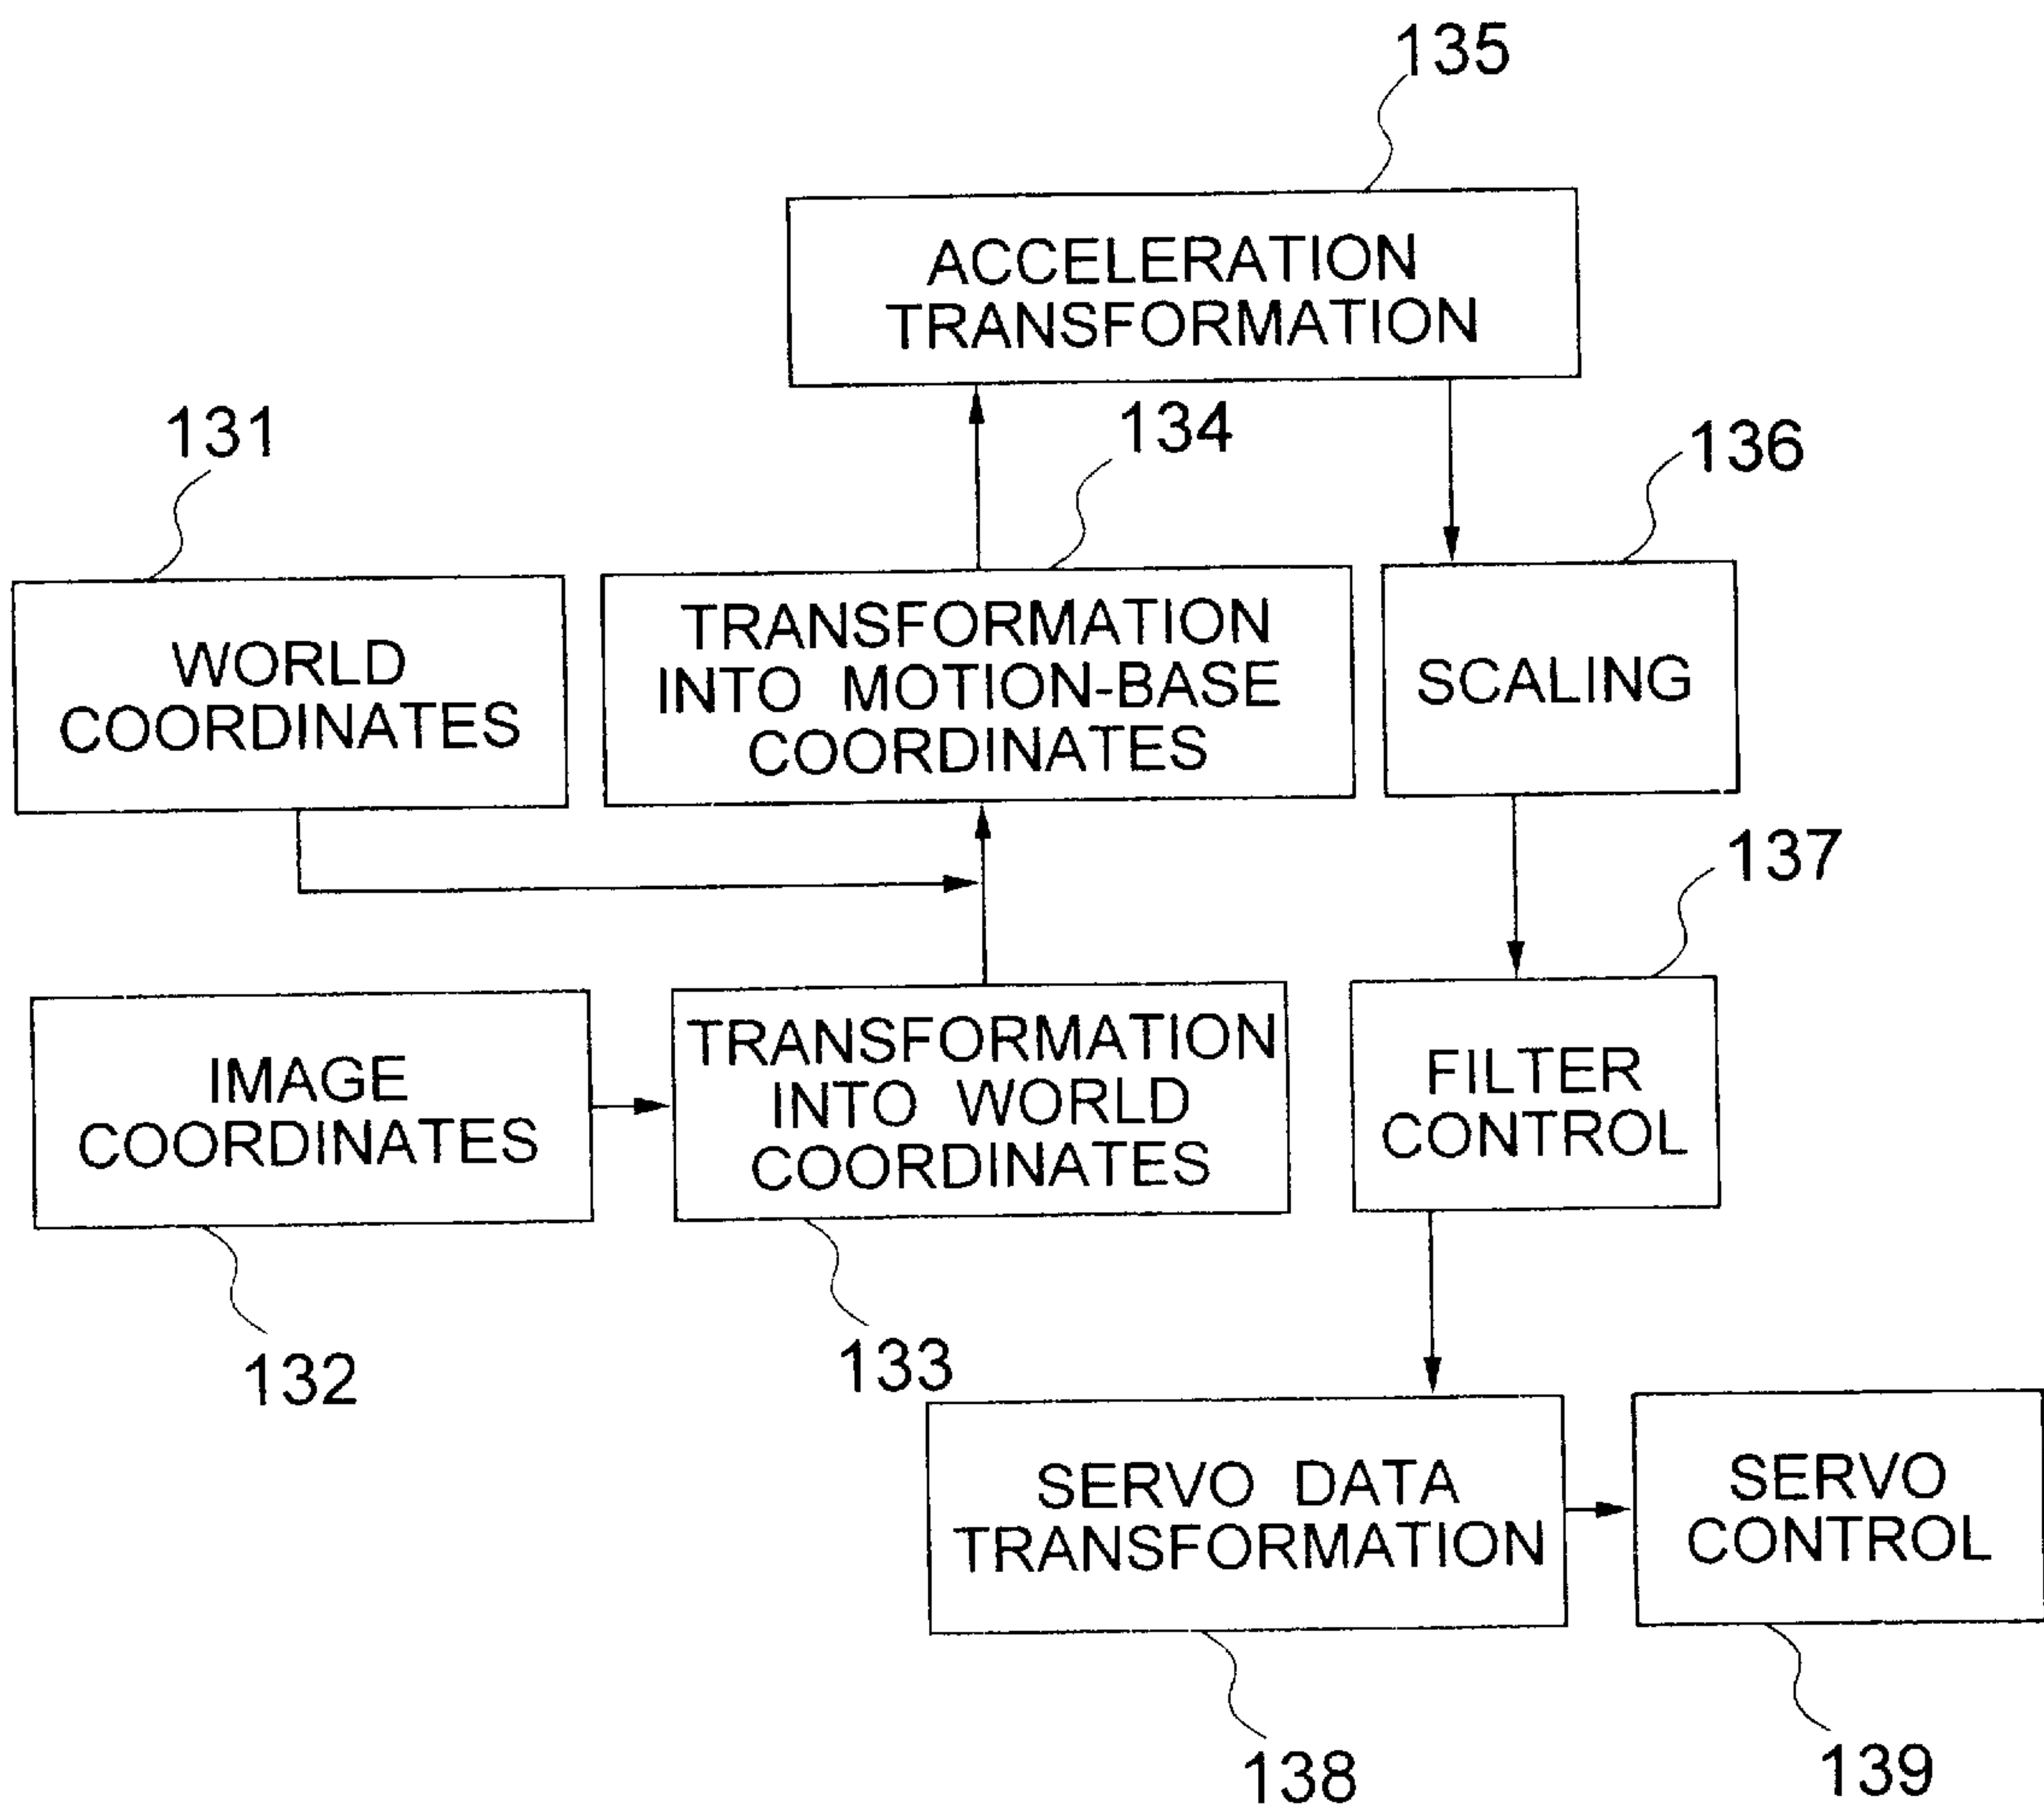 135
ACCELERATION
TRANSFORMATION
131
134
136
WORLD
COORDINATES
TRANSFORMATION
INTO MOTION-BASE
COORDINATES
SCALING
137
IMAGE
COORDINATES
TRANSFORMATION
INTO WORLD
COORDINATES
FILTER
CONTROL
132
133
SERVO DATA
TRANSFORMATION
SERVO
CONTROL
138
139